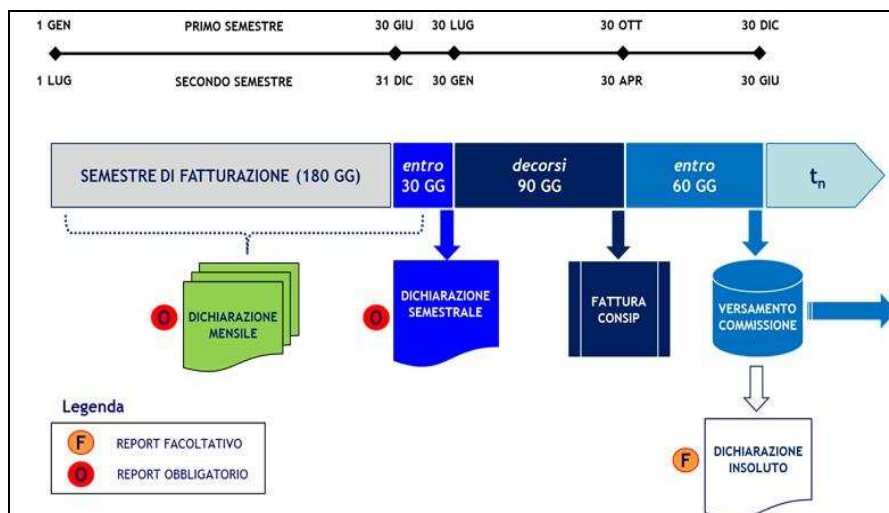 1 GEN PRIMO SEMESTRE 30 GIU 30 LUG 30 OTT 30 DIC
1 LUG SECONDO SEMESTRE 31 DIC 30 GEN 30 APR 30 GIU
SEMESTRE DI FATTURAZIONE (180 GG)
entro
30 GG
decorsi
90 GG
entro
60 GG
tn
O
DICHIARAZIONE
MENSILE
O
DICHIARAZIONE
SEMESTRALE
FATTURA
CONSIP
VERSAMENTO
COMMISSIONE
Legenda
F REPORT FACOLTATIVO
O REPORT OBBLIGATORIO
F
DICHIARAZIONE
INSOLUTO